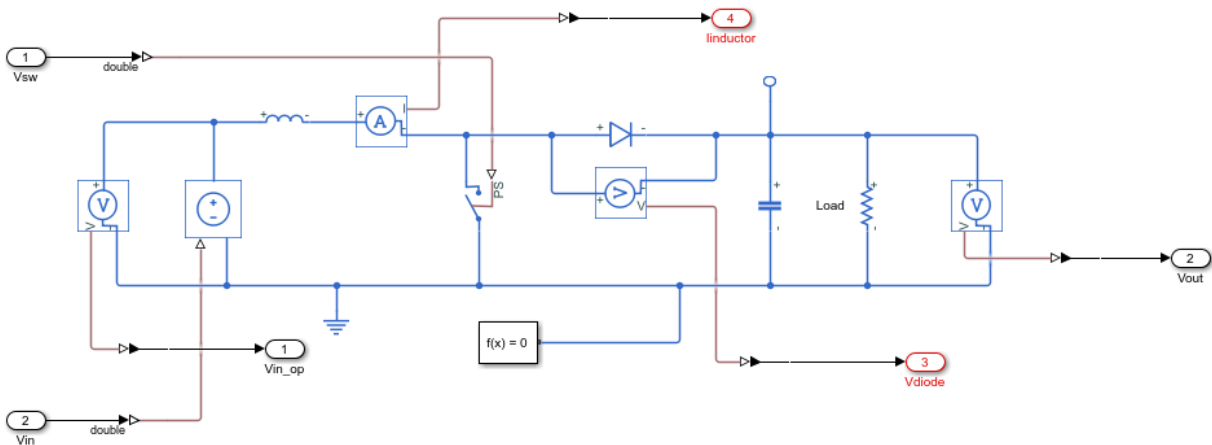 4
Iinductor
1
Vsw
double
A
I
PS
V
V
V
V
Load
V
V
2
Vout
f(x) = 0
1
Vin_op
3
Vdiode
2
Vin
double